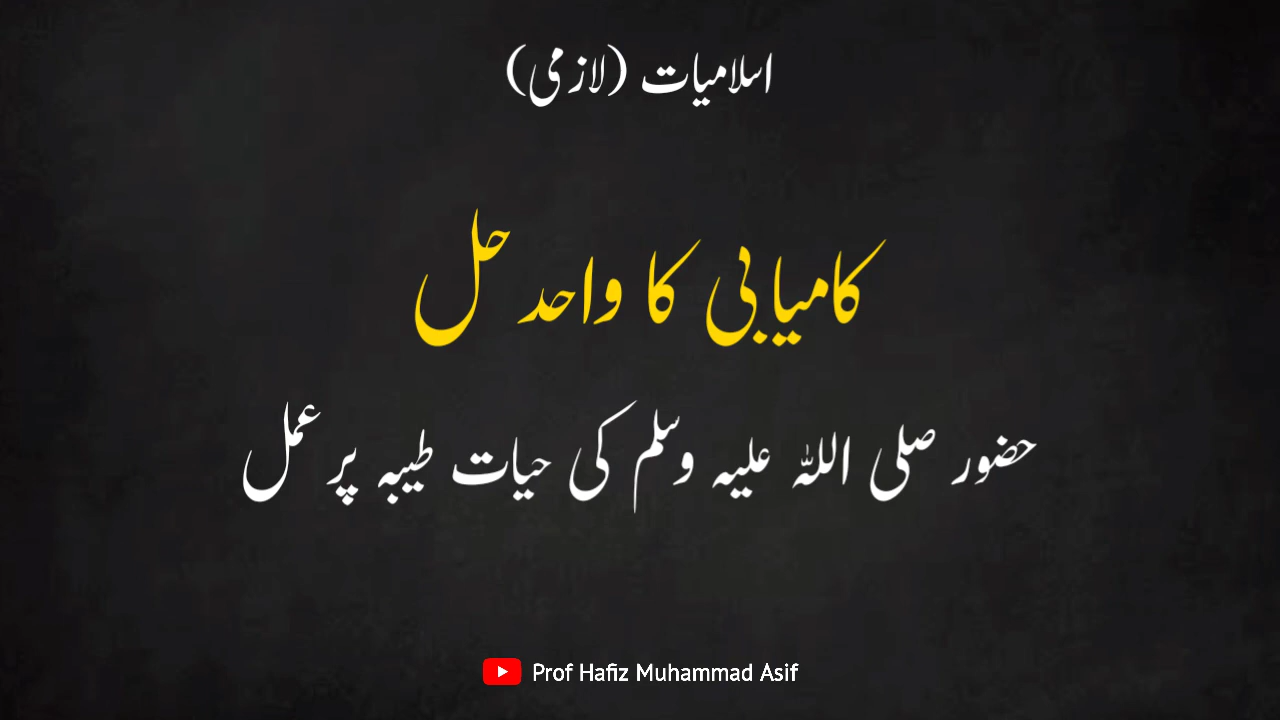 اسلامیات (لازمی)
کامیابی کا واحد حل
حضور صلی اللہ علیہ وسلم کی حیات طیبہ پر عمل
Prof Hafiz Muhammad Asif